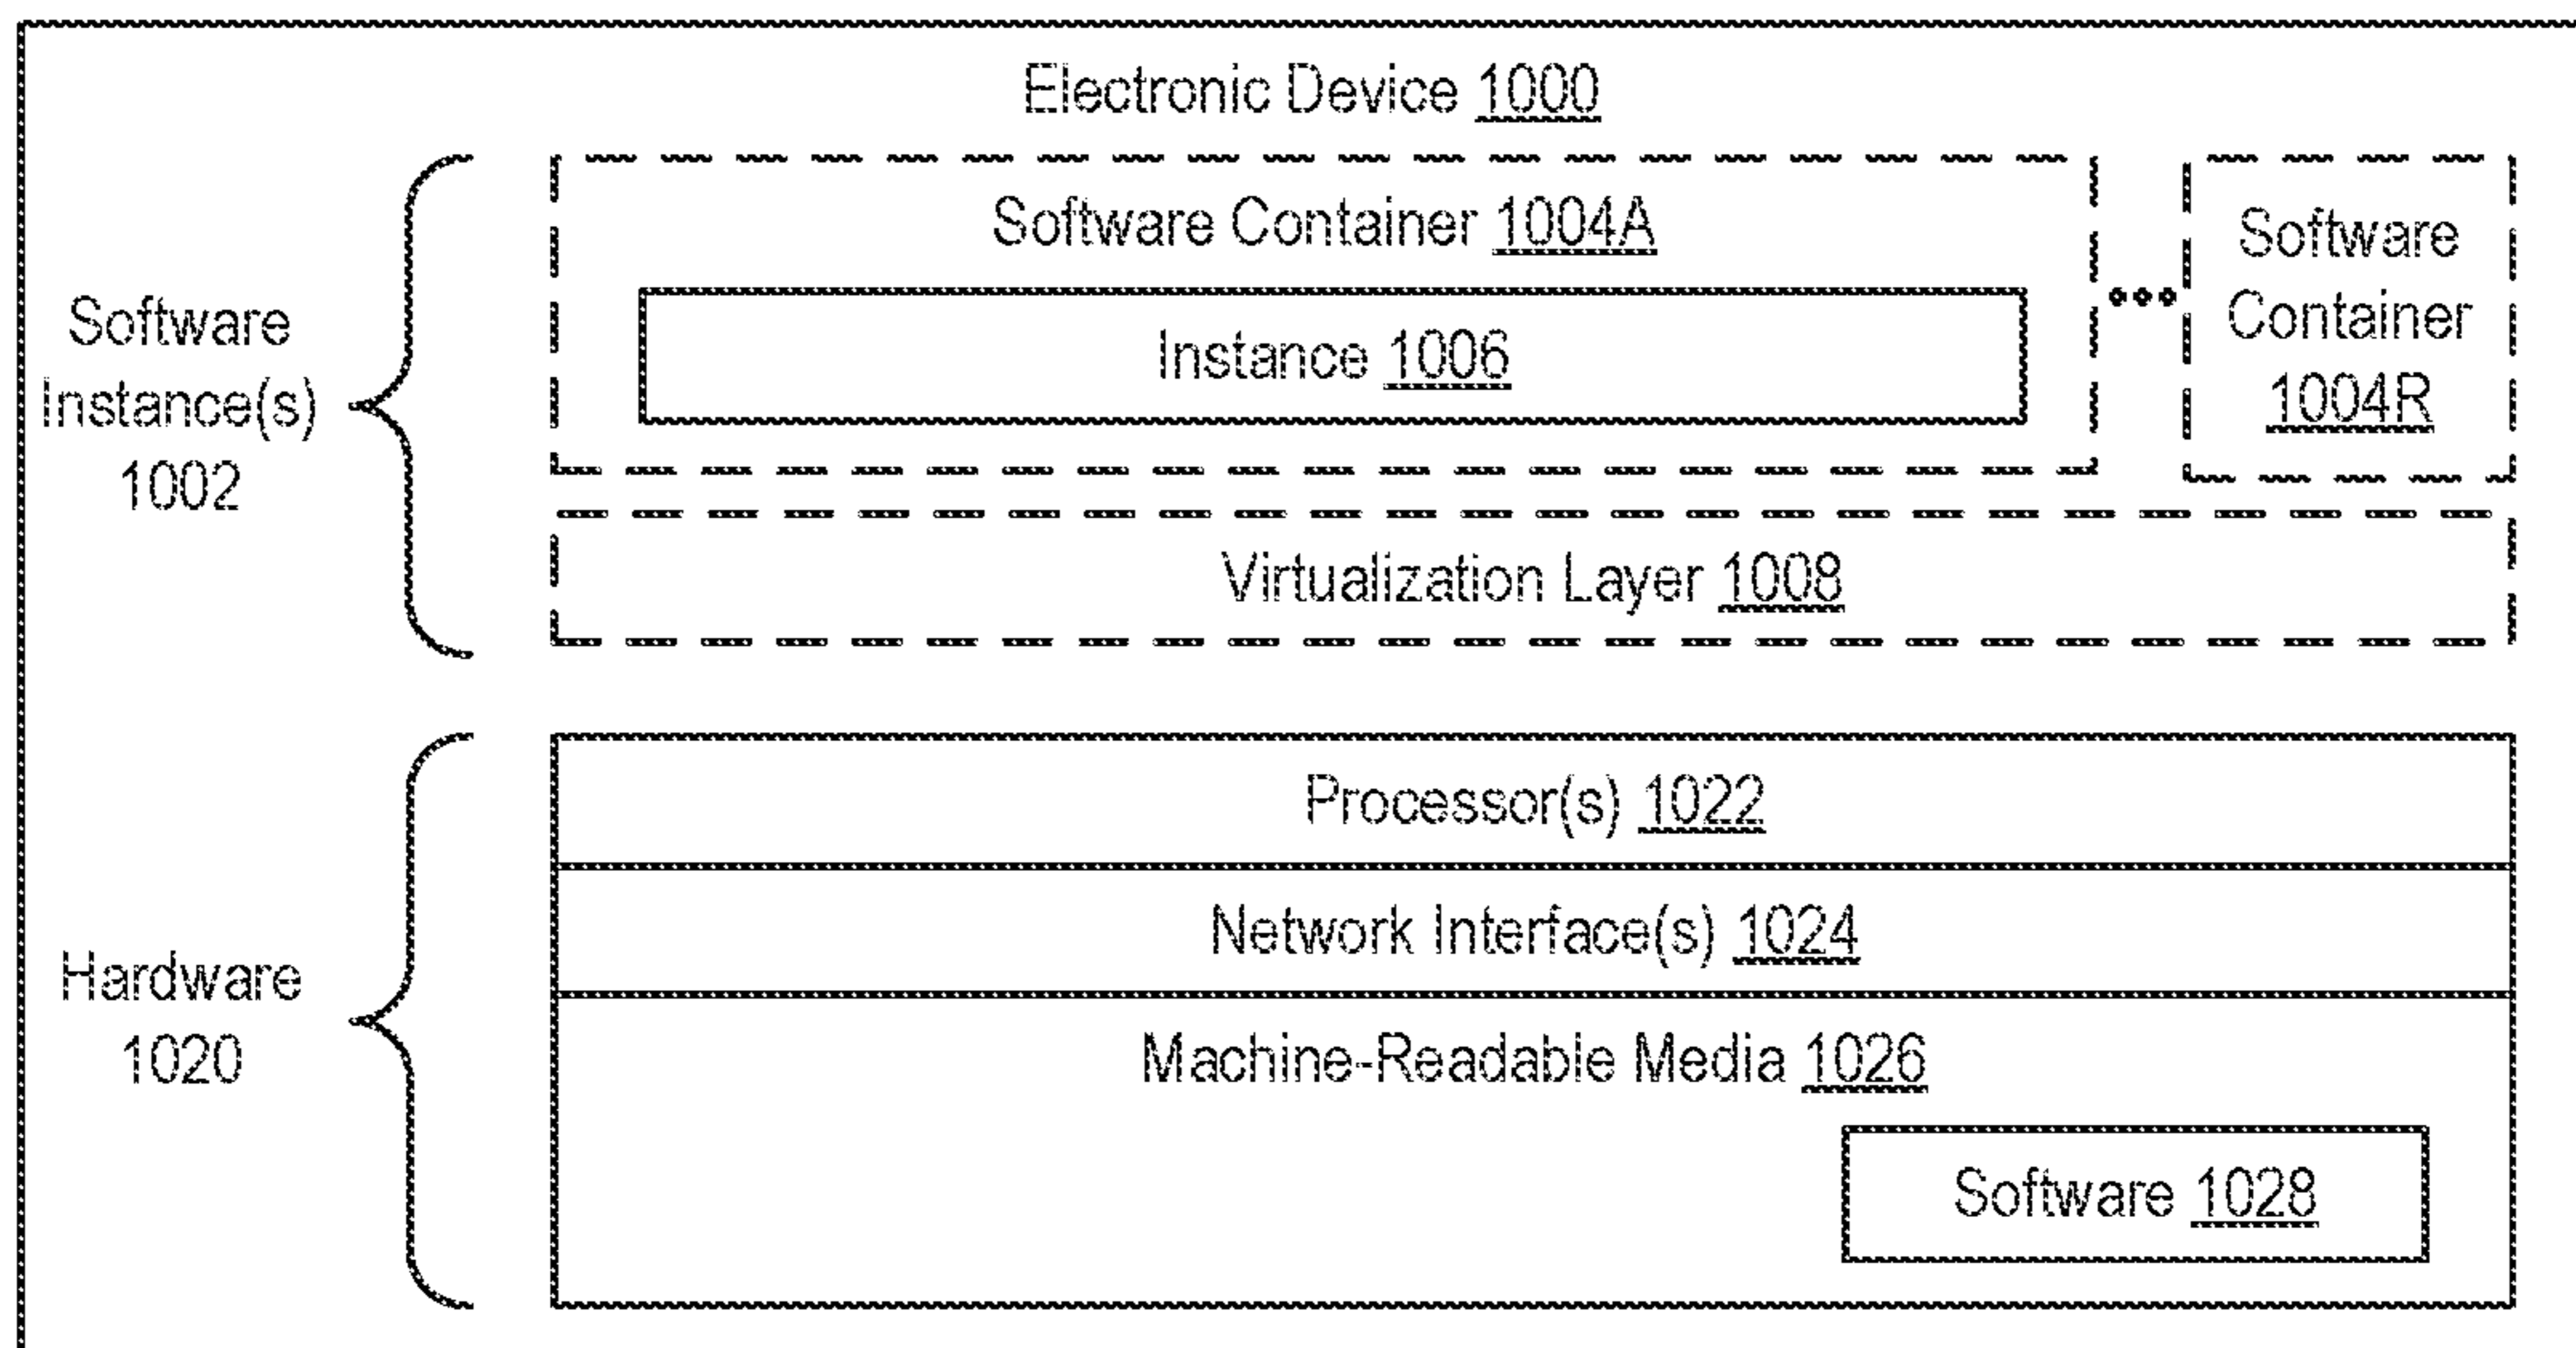 Electronic Device 1000
Software
Instance(s)
1002
Software Container 1004A
Instance 1006
Software
Container
1004R
Virtualization Layer 1008
Hardware
1020
Processor(s) 1022
Network Interface(s) 1024
Machine-Readable Media 1026
Software 1028